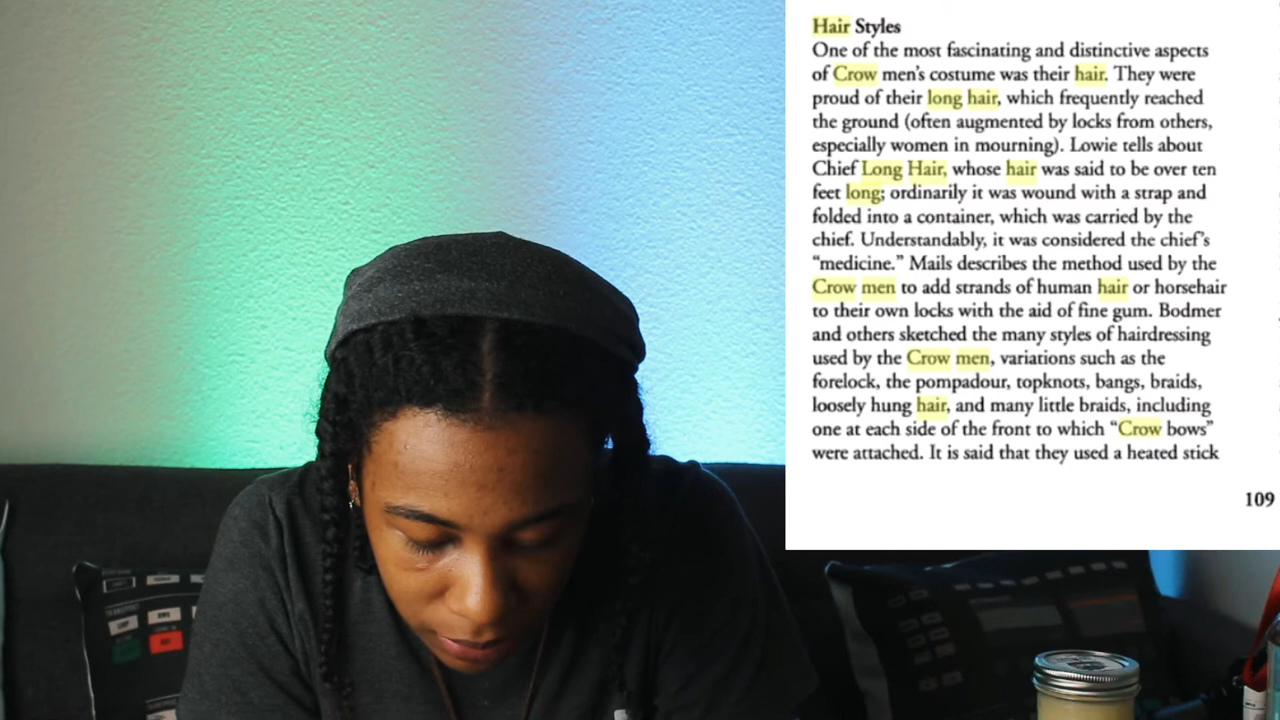 Hair Styles
One of the most fascinating and distinctive aspects
of Crow men's costume was their hair. They were
proud of their long hair, which frequently reached
the ground (often augmented by locks from others,
especially women in mourning). Lowie tells about
Chief Long Hair, whose hair was said to be over ten
feet long; ordinarily it was wound with a strap and
folded into a container, which was carried by the
chief. Understandably, it was considered the chief's
“medicine.” Mails describes the method used by the
Crow men to add strands of human hair or horsehair
to their own locks with the aid of fine gum. Bodmer
and others sketched the many styles of hairdressing
used by the Crow men, variations such as the
forelock, the pompadour, topknots, bangs, braids,
loosely hung hair, and many little braids, including
one at each side of the front to which “Crow bows”
were attached. It is said that they used a heated stick
109